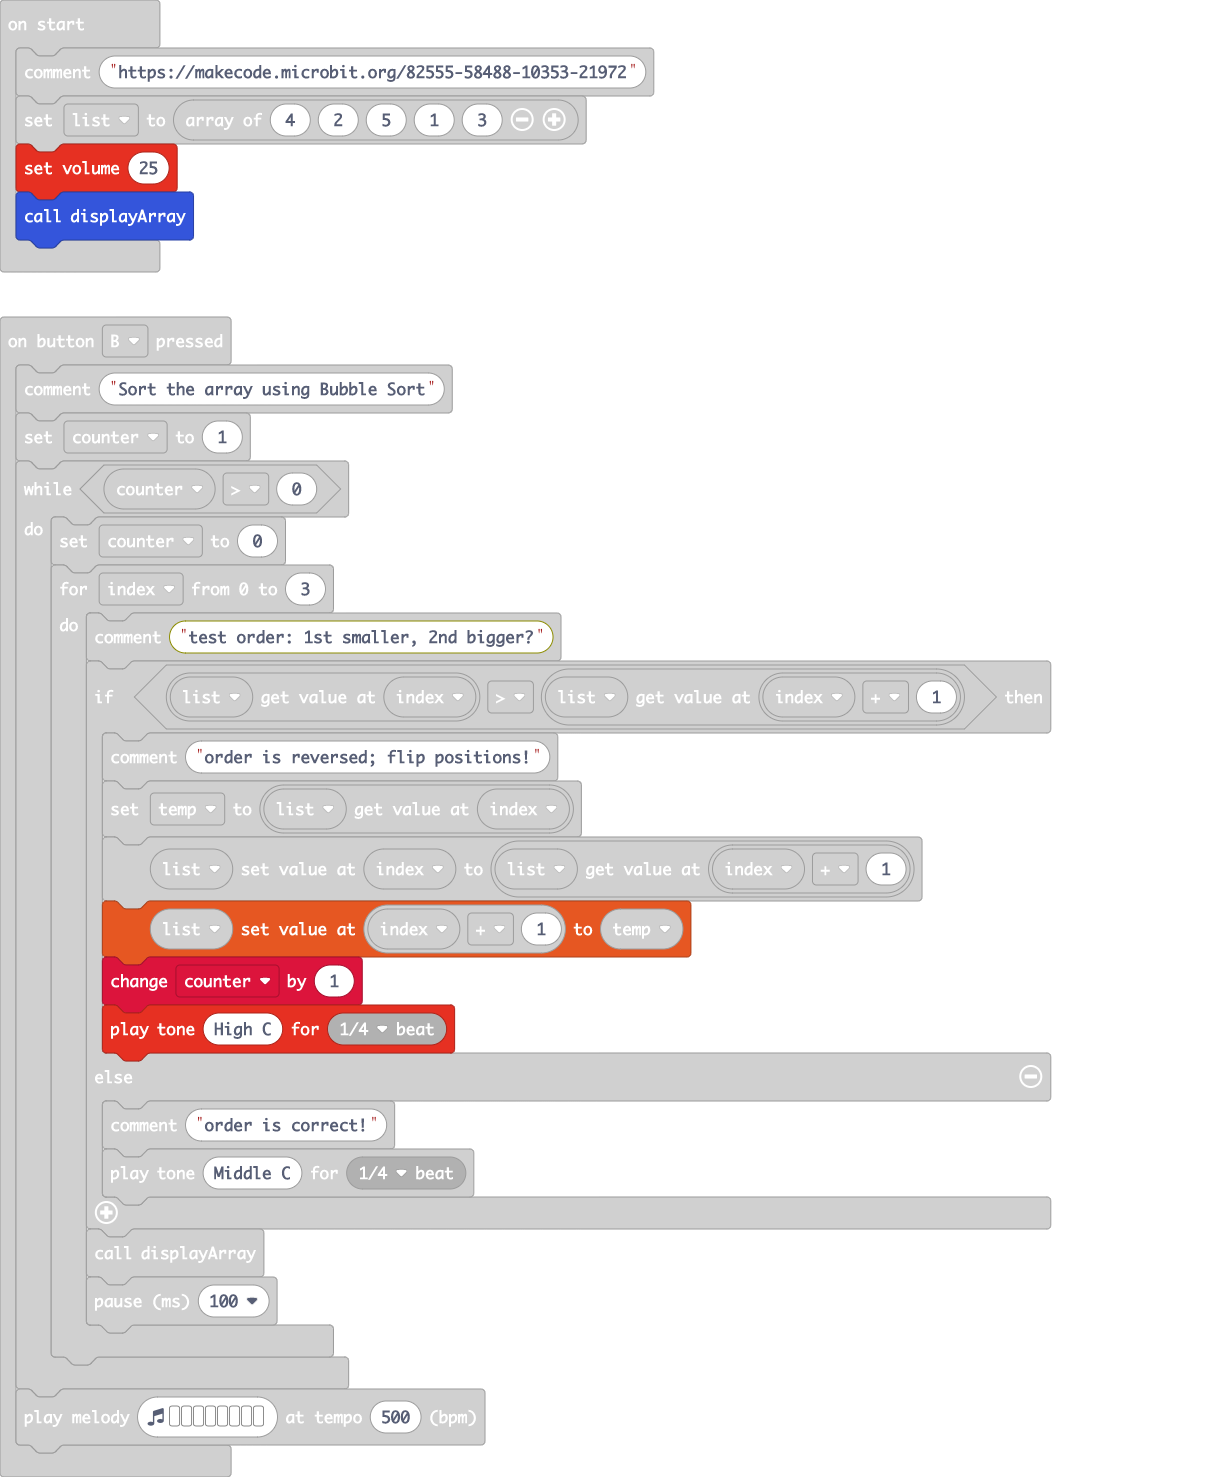 on start
comment "https://makecode.microbit.org/82555-58488-10353-21972"
set list to array of 4 2 5 1 3
set volume 25
call displayArray
on button B pressed
comment "Sort the array using Bubble Sort"
set counter to 1
while counter > 0
do
set counter to 0
for index from 0 to 3
do
comment "test order: 1st smaller, 2nd bigger?"
if list get value at index > list get value at index + 1 then
comment "order is reversed; flip positions!"
set temp to list get value at index
list set value at index to list get value at index + 1
list set value at index + 1 to temp
change counter by 1
play tone High C for 1/4 beat
else
comment "order is correct!"
play tone Middle C for 1/4 beat
call displayArray
pause (ms) 100
play melody at tempo 500 (bpm)